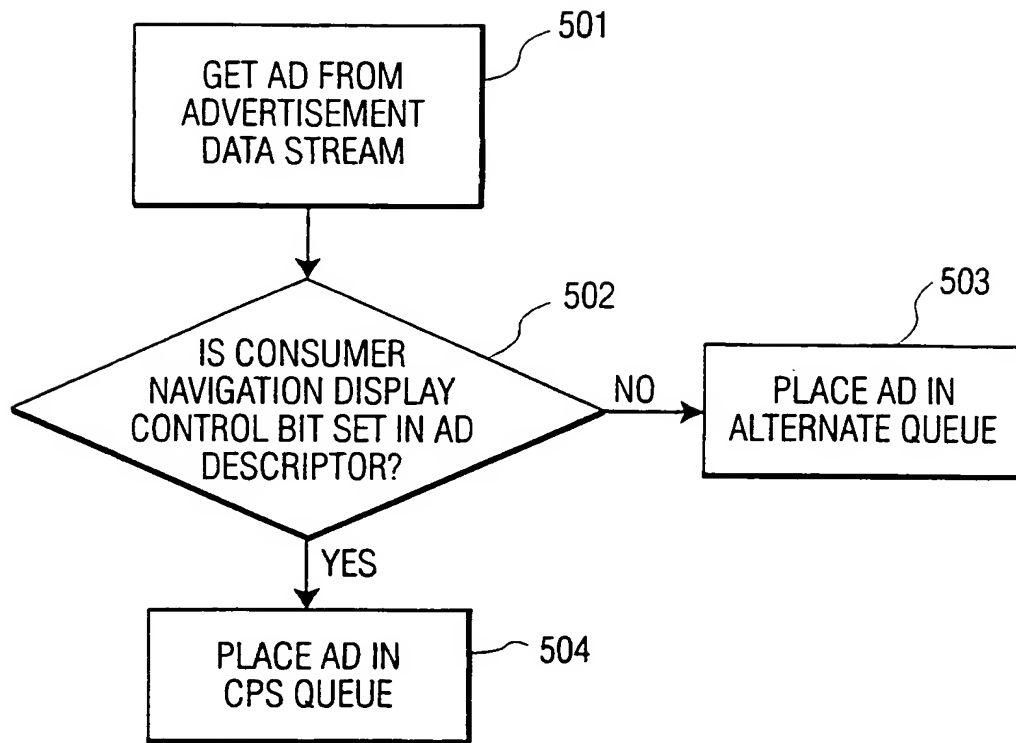 501
GET AD FROM
ADVERTISEMENT
DATA STREAM
502
IS CONSUMER
NAVIGATION DISPLAY
CONTROL BIT SET IN AD
DESCRIPTOR?
NO
503
PLACE AD IN
ALTERNATE QUEUE
YES
504
PLACE AD IN
CPS QUEUE